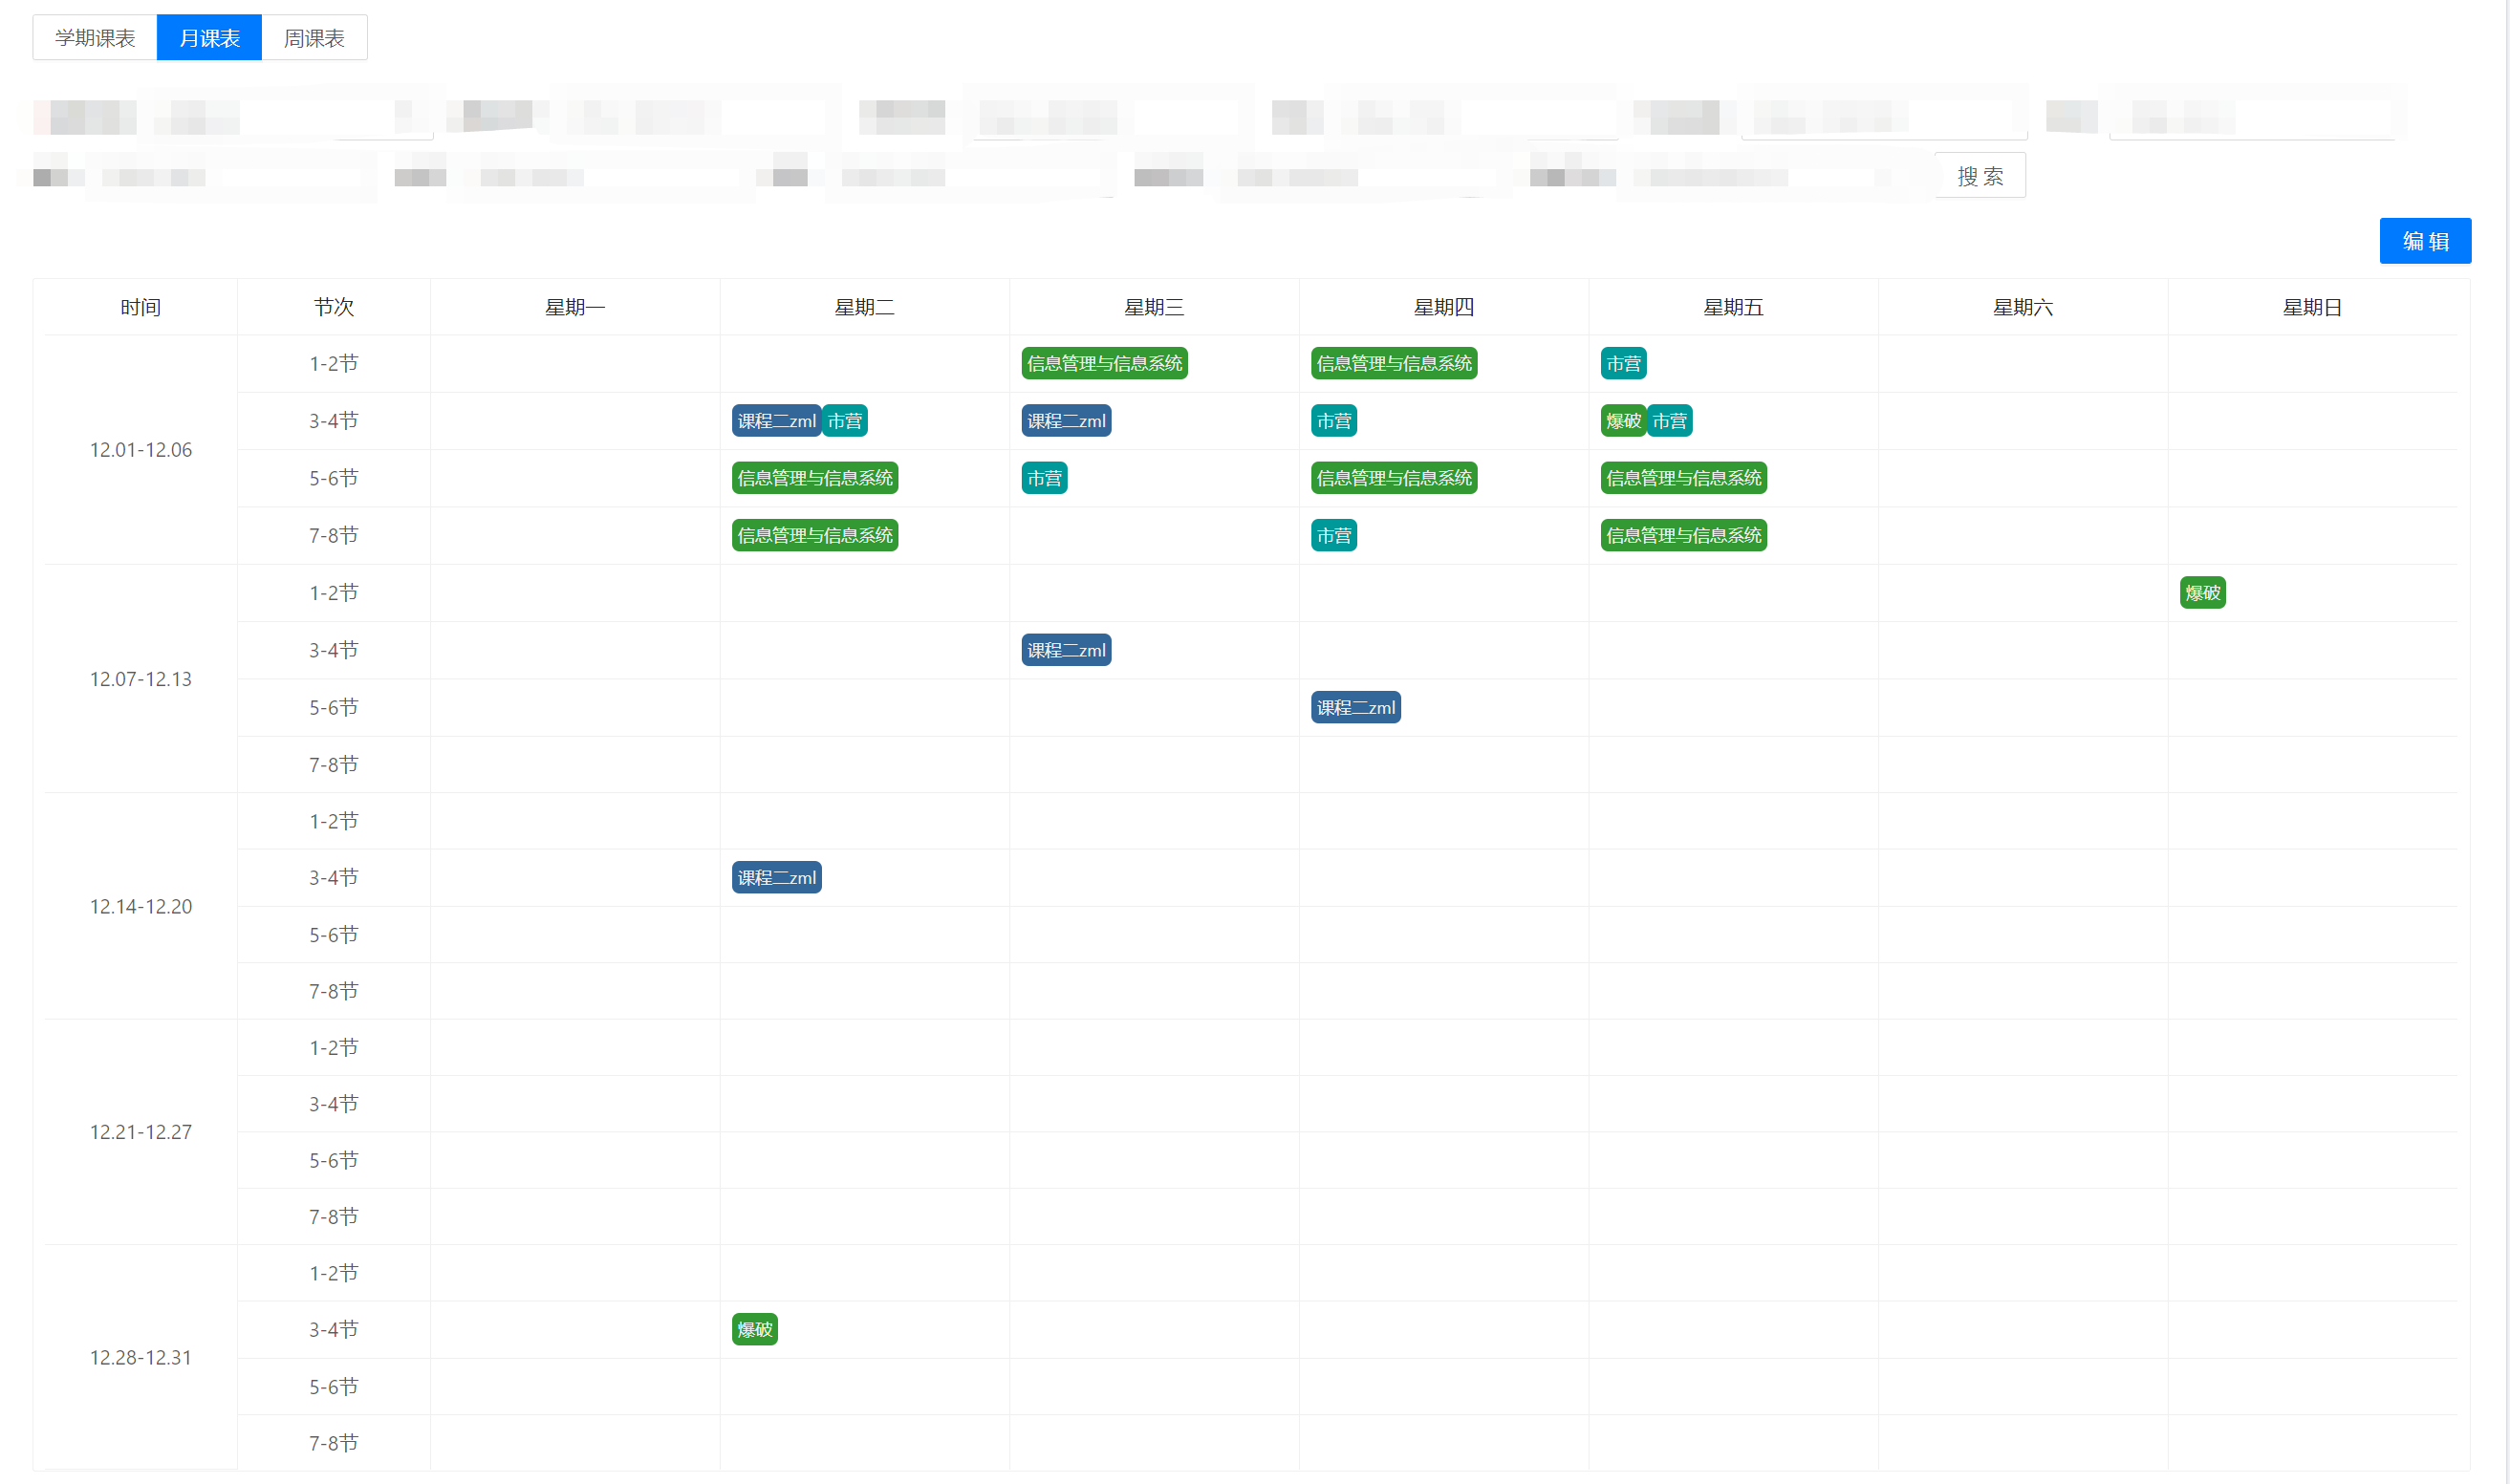 学期课表 月课表 周课表
搜 索
编 辑
时间 节次 星期一 星期二 星期三 星期四 星期五 星期六 星期日
12.01-12.06
1-2节 信息管理与信息系统 信息管理与信息系统 市营
3-4节 课程二zml 市营 课程二zml 市营 爆破 市营
5-6节 信息管理与信息系统 市营 信息管理与信息系统 信息管理与信息系统
7-8节 信息管理与信息系统 市营 信息管理与信息系统
12.07-12.13
1-2节 爆破
3-4节 课程二zml
5-6节 课程二zml
7-8节
12.14-12.20
1-2节
3-4节 课程二zml
5-6节
7-8节
12.21-12.27
1-2节
3-4节
5-6节
7-8节
12.28-12.31
1-2节
3-4节 爆破
5-6节
7-8节